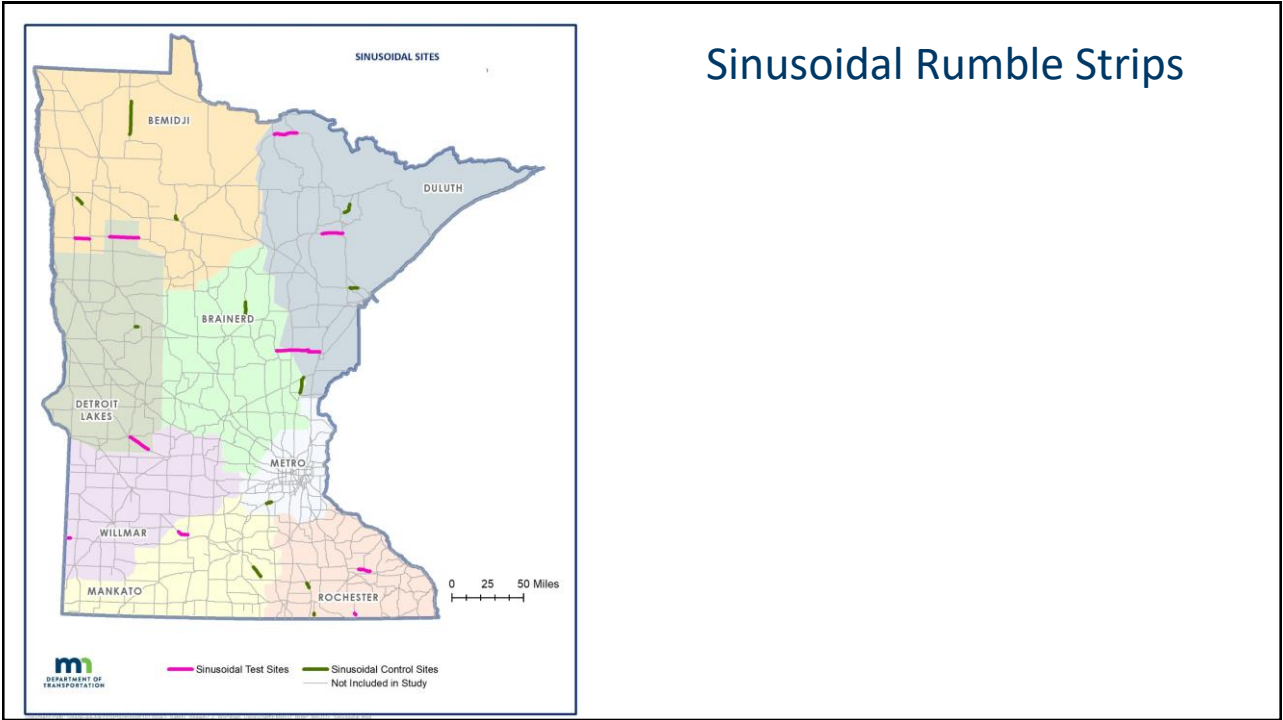 Sinusoidal Rumble Strips
SINUSOIDAL SITES
BEMIDJI
DULUTH
BRAINERD
DETROIT
LAKES
METRO
WILLMAR
MANKATO
ROCHESTER
0 25 50 Miles
mn
DEPARTMENT OF
TRANSPORTATION
Sinusoidal Test Sites
Sinusoidal Control Sites
Not Included in Study